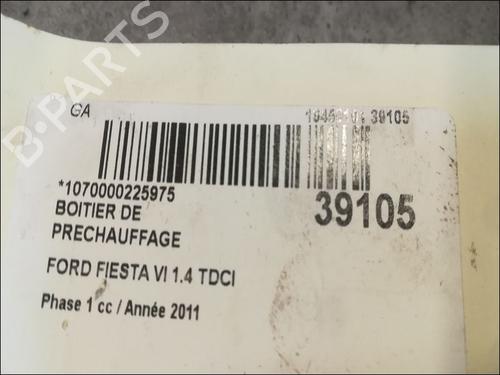 GA
39105
*1070000225975
BOITIER DE
PRECHAUFFAGE
39105
FORD FIESTA VI 1.4 TDCI
Phase 1 cc / Année 2011
B-PARTS